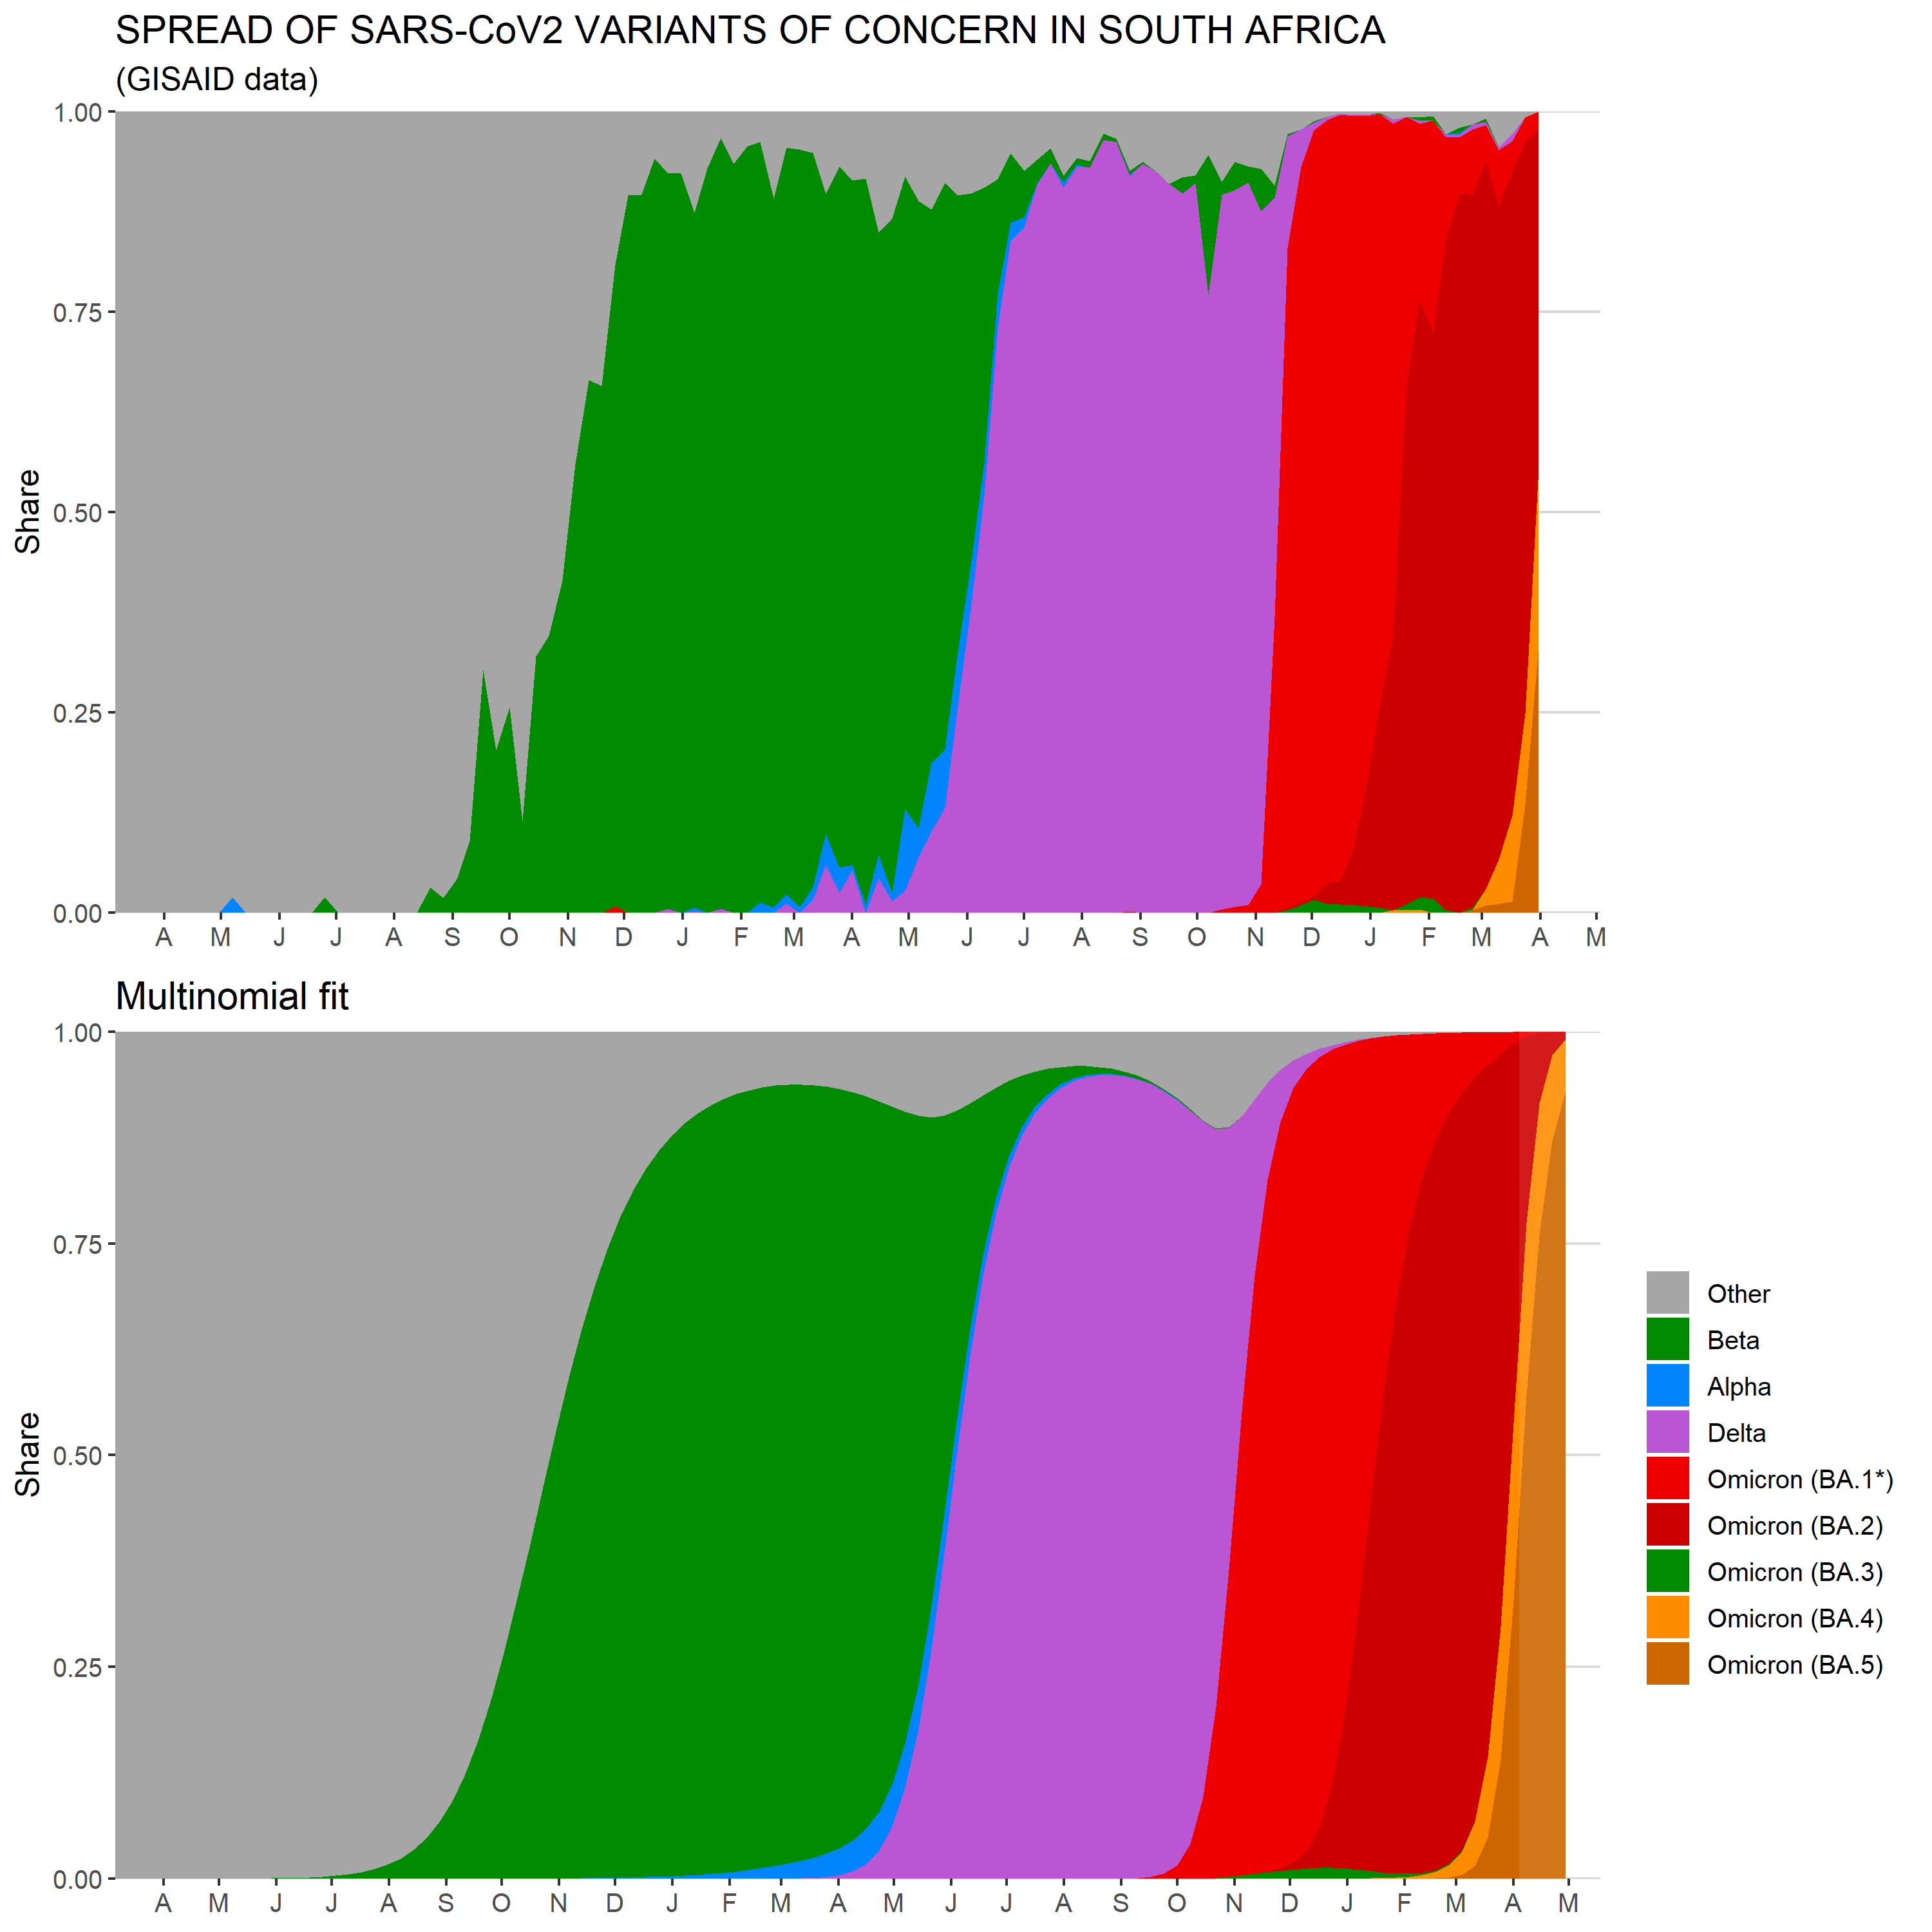 SPREAD OF SARS-CoV2 VARIANTS OF CONCERN IN SOUTH AFRICA
(GISAID data)
Share
1.00
0.75
0.50
0.25
0.00
A M J J A S O N D J F M A M J J A S O N D J F M A M
Multinomial fit
Share
1.00
0.75
0.50
0.25
0.00
A M J J A S O N D J F M A M J J A S O N D J F M A M
Other
Beta
Alpha
Delta
Omicron (BA.1*)
Omicron (BA.2)
Omicron (BA.3)
Omicron (BA.4)
Omicron (BA.5)